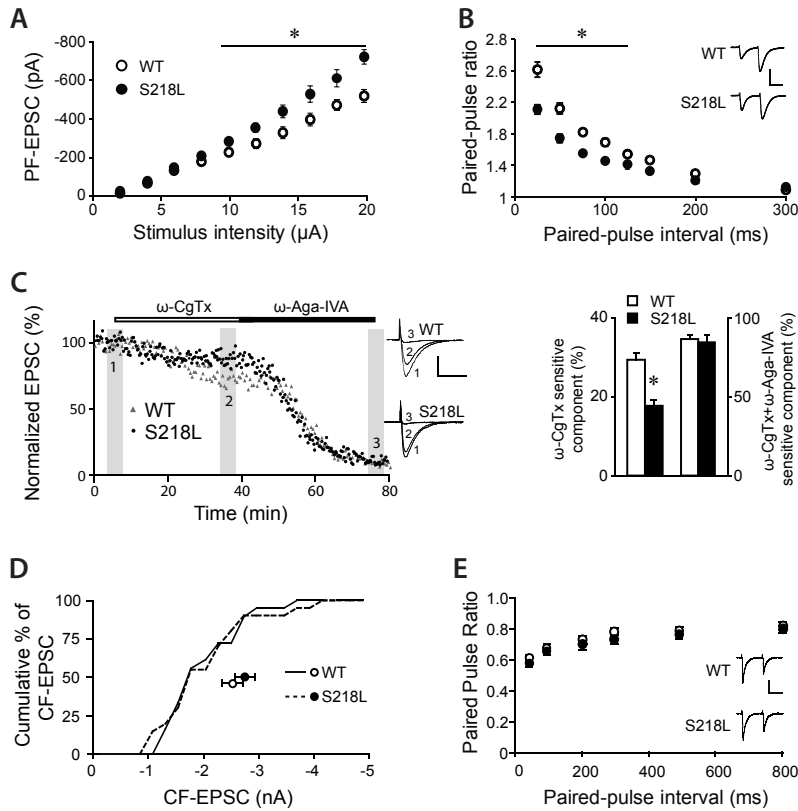 A
PF-EPSC (pA)
-800
-600
-400
-200
0
WT
S218L
*
0 5 10 15 20
Stimulus intensity (µA)
B
Paired-pulse ratio
2.8
2.6
2.2
1.8
1.4
1
*
WT
S218L
0 100 200 300
Paired-pulse interval (ms)
C
Normalized EPSC (%)
100
50
0
ω-CgTx ω-Aga-IVA
1
2
3
WT
S218L
0 20 40 60 80
Time (min)
3 WT
2
1
3 S218L
2
1
WT
S218L
ω-CgTx sensitive
component (%)
40
20
0
*
100
50
0
ω-CgTx+ω-Aga-IVA
sensitive component (%)
D
Cumulative % of
CF-EPSC
100
75
50
25
0
WT
S218L
0 -1 -2 -3 -4 -5
CF-EPSC (nA)
E
Paired Pulse Ratio
1.0
0.8
0.6
0.4
0.2
0
WT
S218L
0 200 400 600 800
Paired-pulse interval (ms)